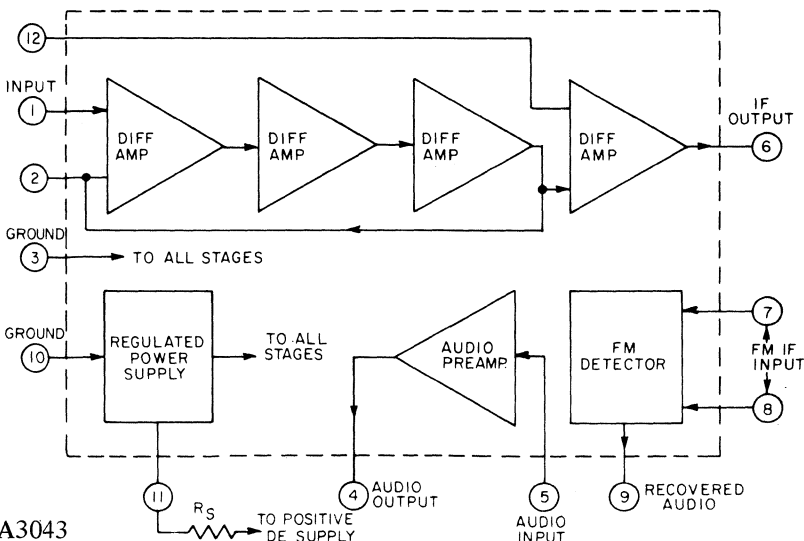 12
INPUT
1
DIFF
AMP
DIFF
AMP
DIFF
AMP
DIFF
AMP
IF
OUTPUT
6
2
GROUND
3
TO ALL STAGES
GROUND
10
REGULATED
POWER
SUPPLY
TO ALL
STAGES
AUDIO
PREAMP.
FM
DETECTOR
7
FM IF
INPUT
8
11
RS
TO POSITIVE
DE SUPPLY
4
AUDIO
OUTPUT
5
AUDIO
INPUT
9
RECOVERED
AUDIO
A3043